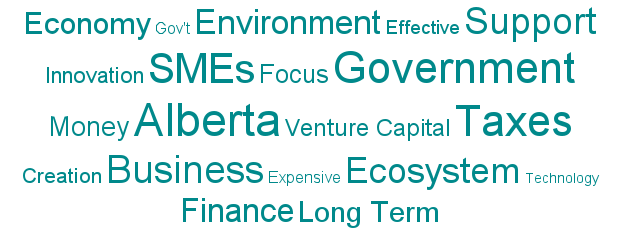 Economy Gov't Environment Effective Support
Innovation SMEs Focus Government
Money Alberta Venture Capital Taxes
Creation Business Expensive Ecosystem Technology
Finance Long Term